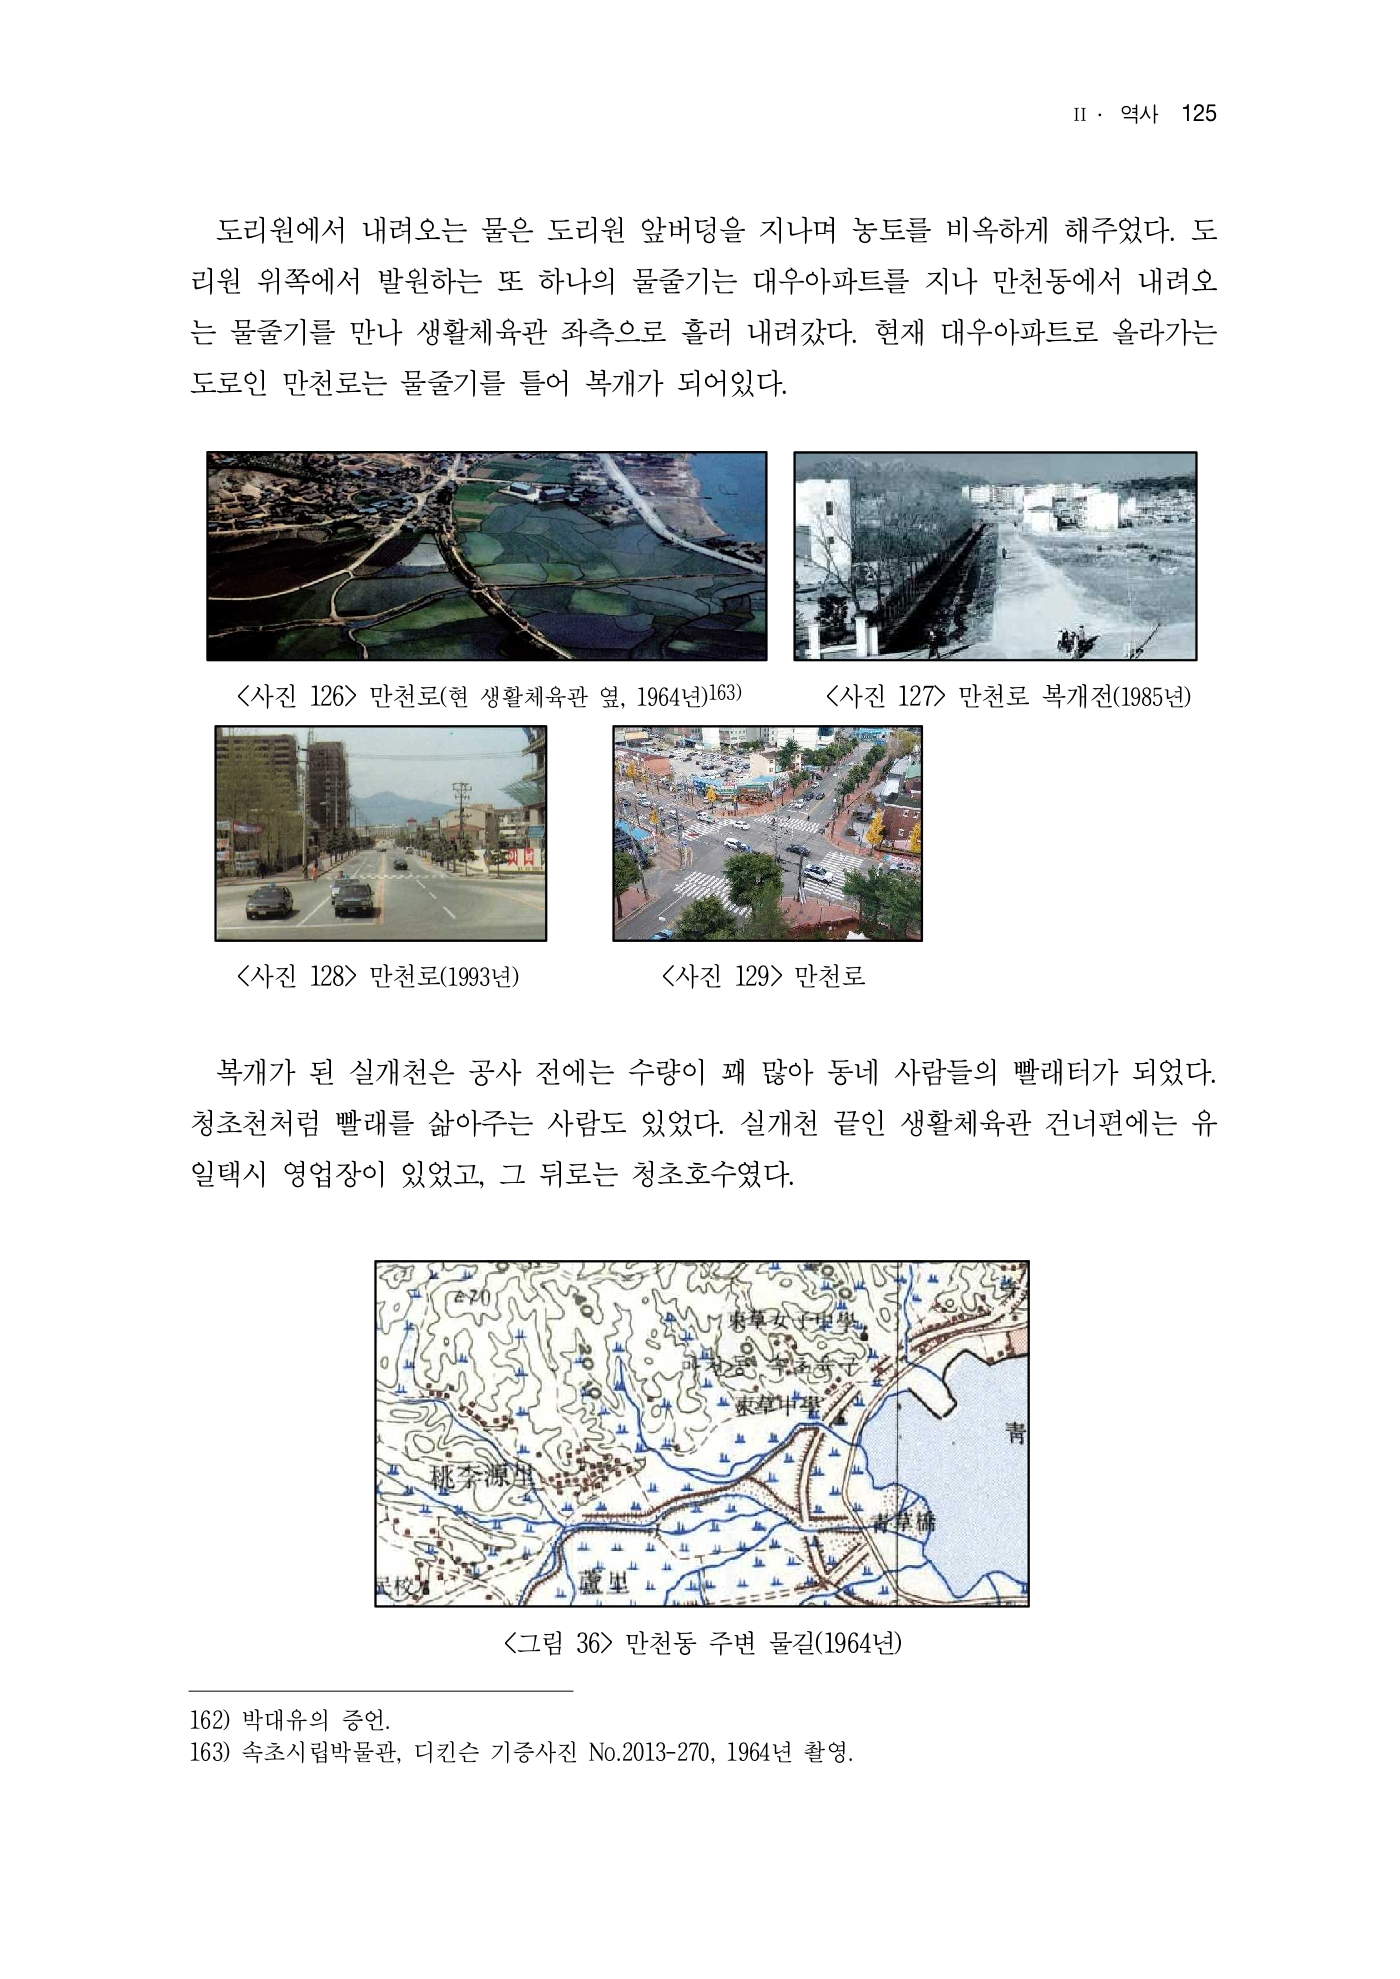 II · 역사 125
도리원에서 내려오는 물은 도리원 앞버덩을 지나며 농토를 비옥하게 해주었다. 도
리원 위쪽에서 발원하는 또 하나의 물줄기는 대우아파트를 지나 만천동에서 내려오
는 물줄기를 만나 생활체육관 좌측으로 흘러 내려갔다. 현재 대우아파트로 올라가는
도로인 만천로는 물줄기를 틀어 복개가 되어있다.
<사진 126> 만천로(현 생활체육관 옆, 1964년)163)
<사진 127> 만천로 복개전(1985년)
<사진 128> 만천로(1993년)
<사진 129> 만천로
복개가 된 실개천은 공사 전에는 수량이 꽤 많아 동네 사람들의 빨래터가 되었다.
청초천처럼 빨래를 삶아주는 사람도 있었다. 실개천 끝인 생활체육관 건너편에는 유
일택시 영업장이 있었고, 그 뒤로는 청초호수였다.
東草女子中學
束草中學
桃李源里
靑
靑草橋
蘆里
<그림 36> 만천동 주변 물길(1964년)
162) 박대유의 증언.
163) 속초시립박물관, 디킨슨 기증사진 No.2013-270, 1964년 촬영.